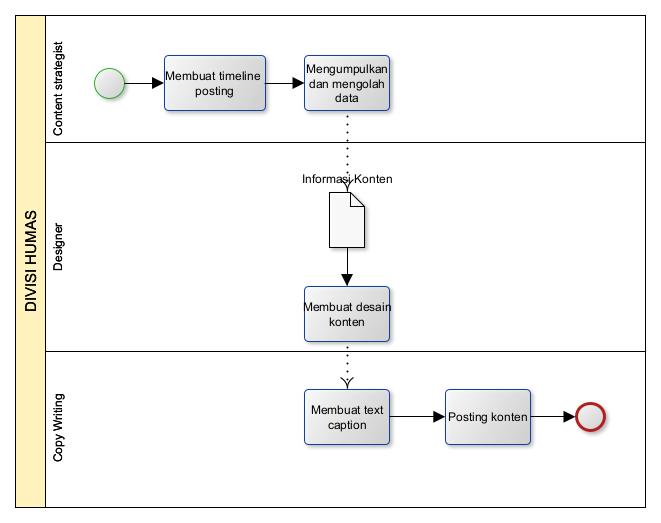 DIVISI HUMAS
Content strategist
Membuat timeline
posting
Mengumpulkan
dan mengolah
data
Designer
Informasi Konten
Membuat desain
konten
Copy Writing
Membuat text
caption
Posting konten